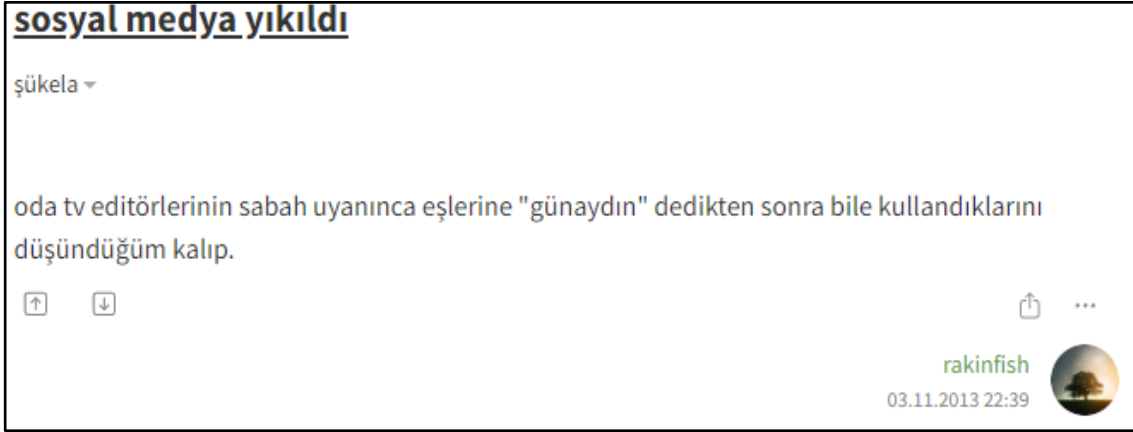 sosyal medya yıkıldı
şükela
oda tv editörlerinin sabah uyanınca eşlerine "günaydın" dedikten sonra bile kullandıklarını
düşündüğüm kalıp.
rakinfish
03.11.2013 22:39